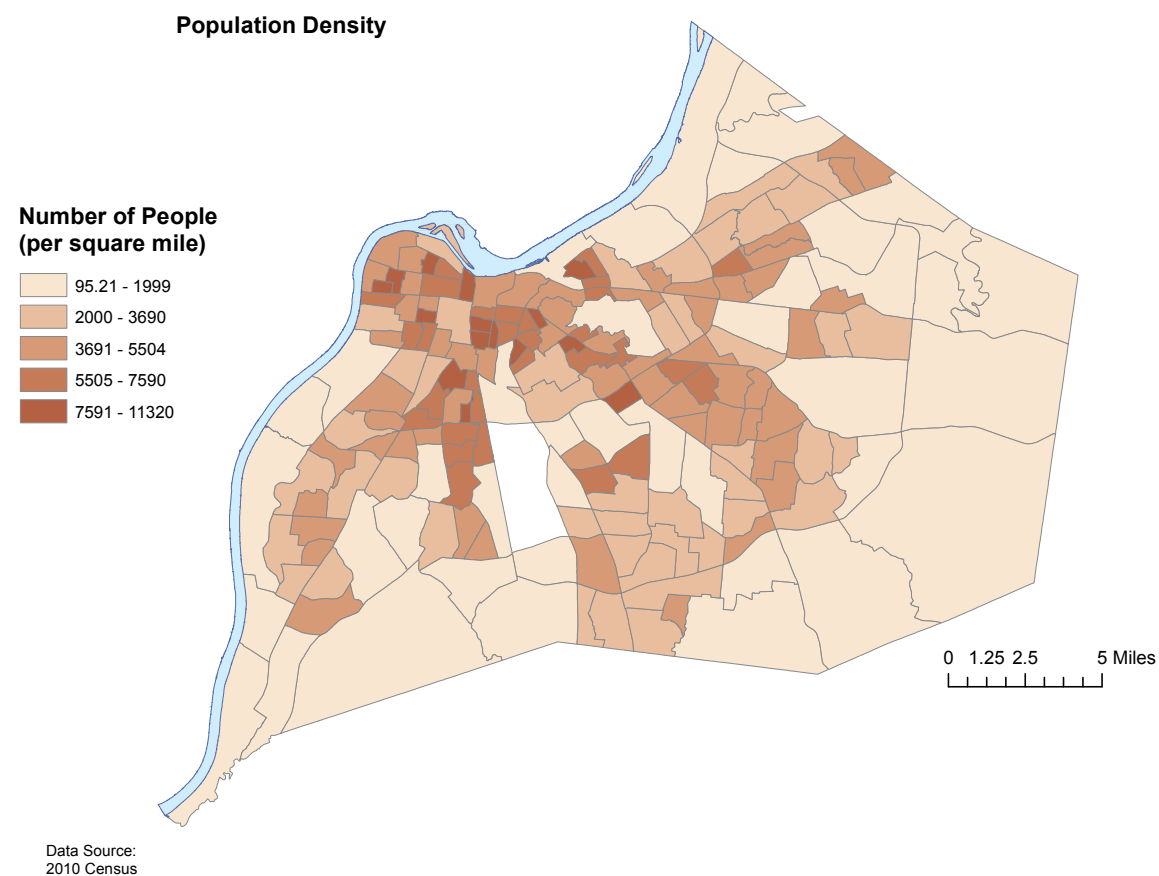 Population Density
Number of People
(per square mile)
95.21 - 1999
2000 - 3690
3691 - 5504
5505 - 7590
7591 - 11320
0 1.25 2.5 5 Miles
Data Source:
2010 Census